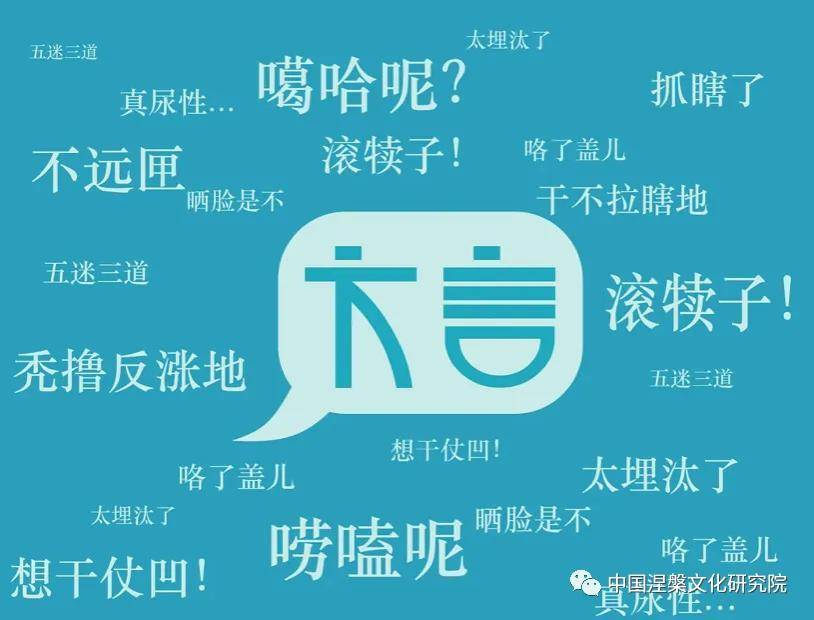 太埋汰了
五迷三道
噶哈呢?
抓瞎了
真尿性...
不远匣
滚犊子!
咯了盖儿
晒脸是不
干不拉瞎地
五迷三道
方言
滚犊子!
秃撸反涨地
五迷三道
想干仗凹!
咯了盖儿
太埋汰了
太埋汰了
唠嗑呢
晒脸是不
咯了盖儿
想干仗凹!
中国涅槃文化研究院
真尿性...